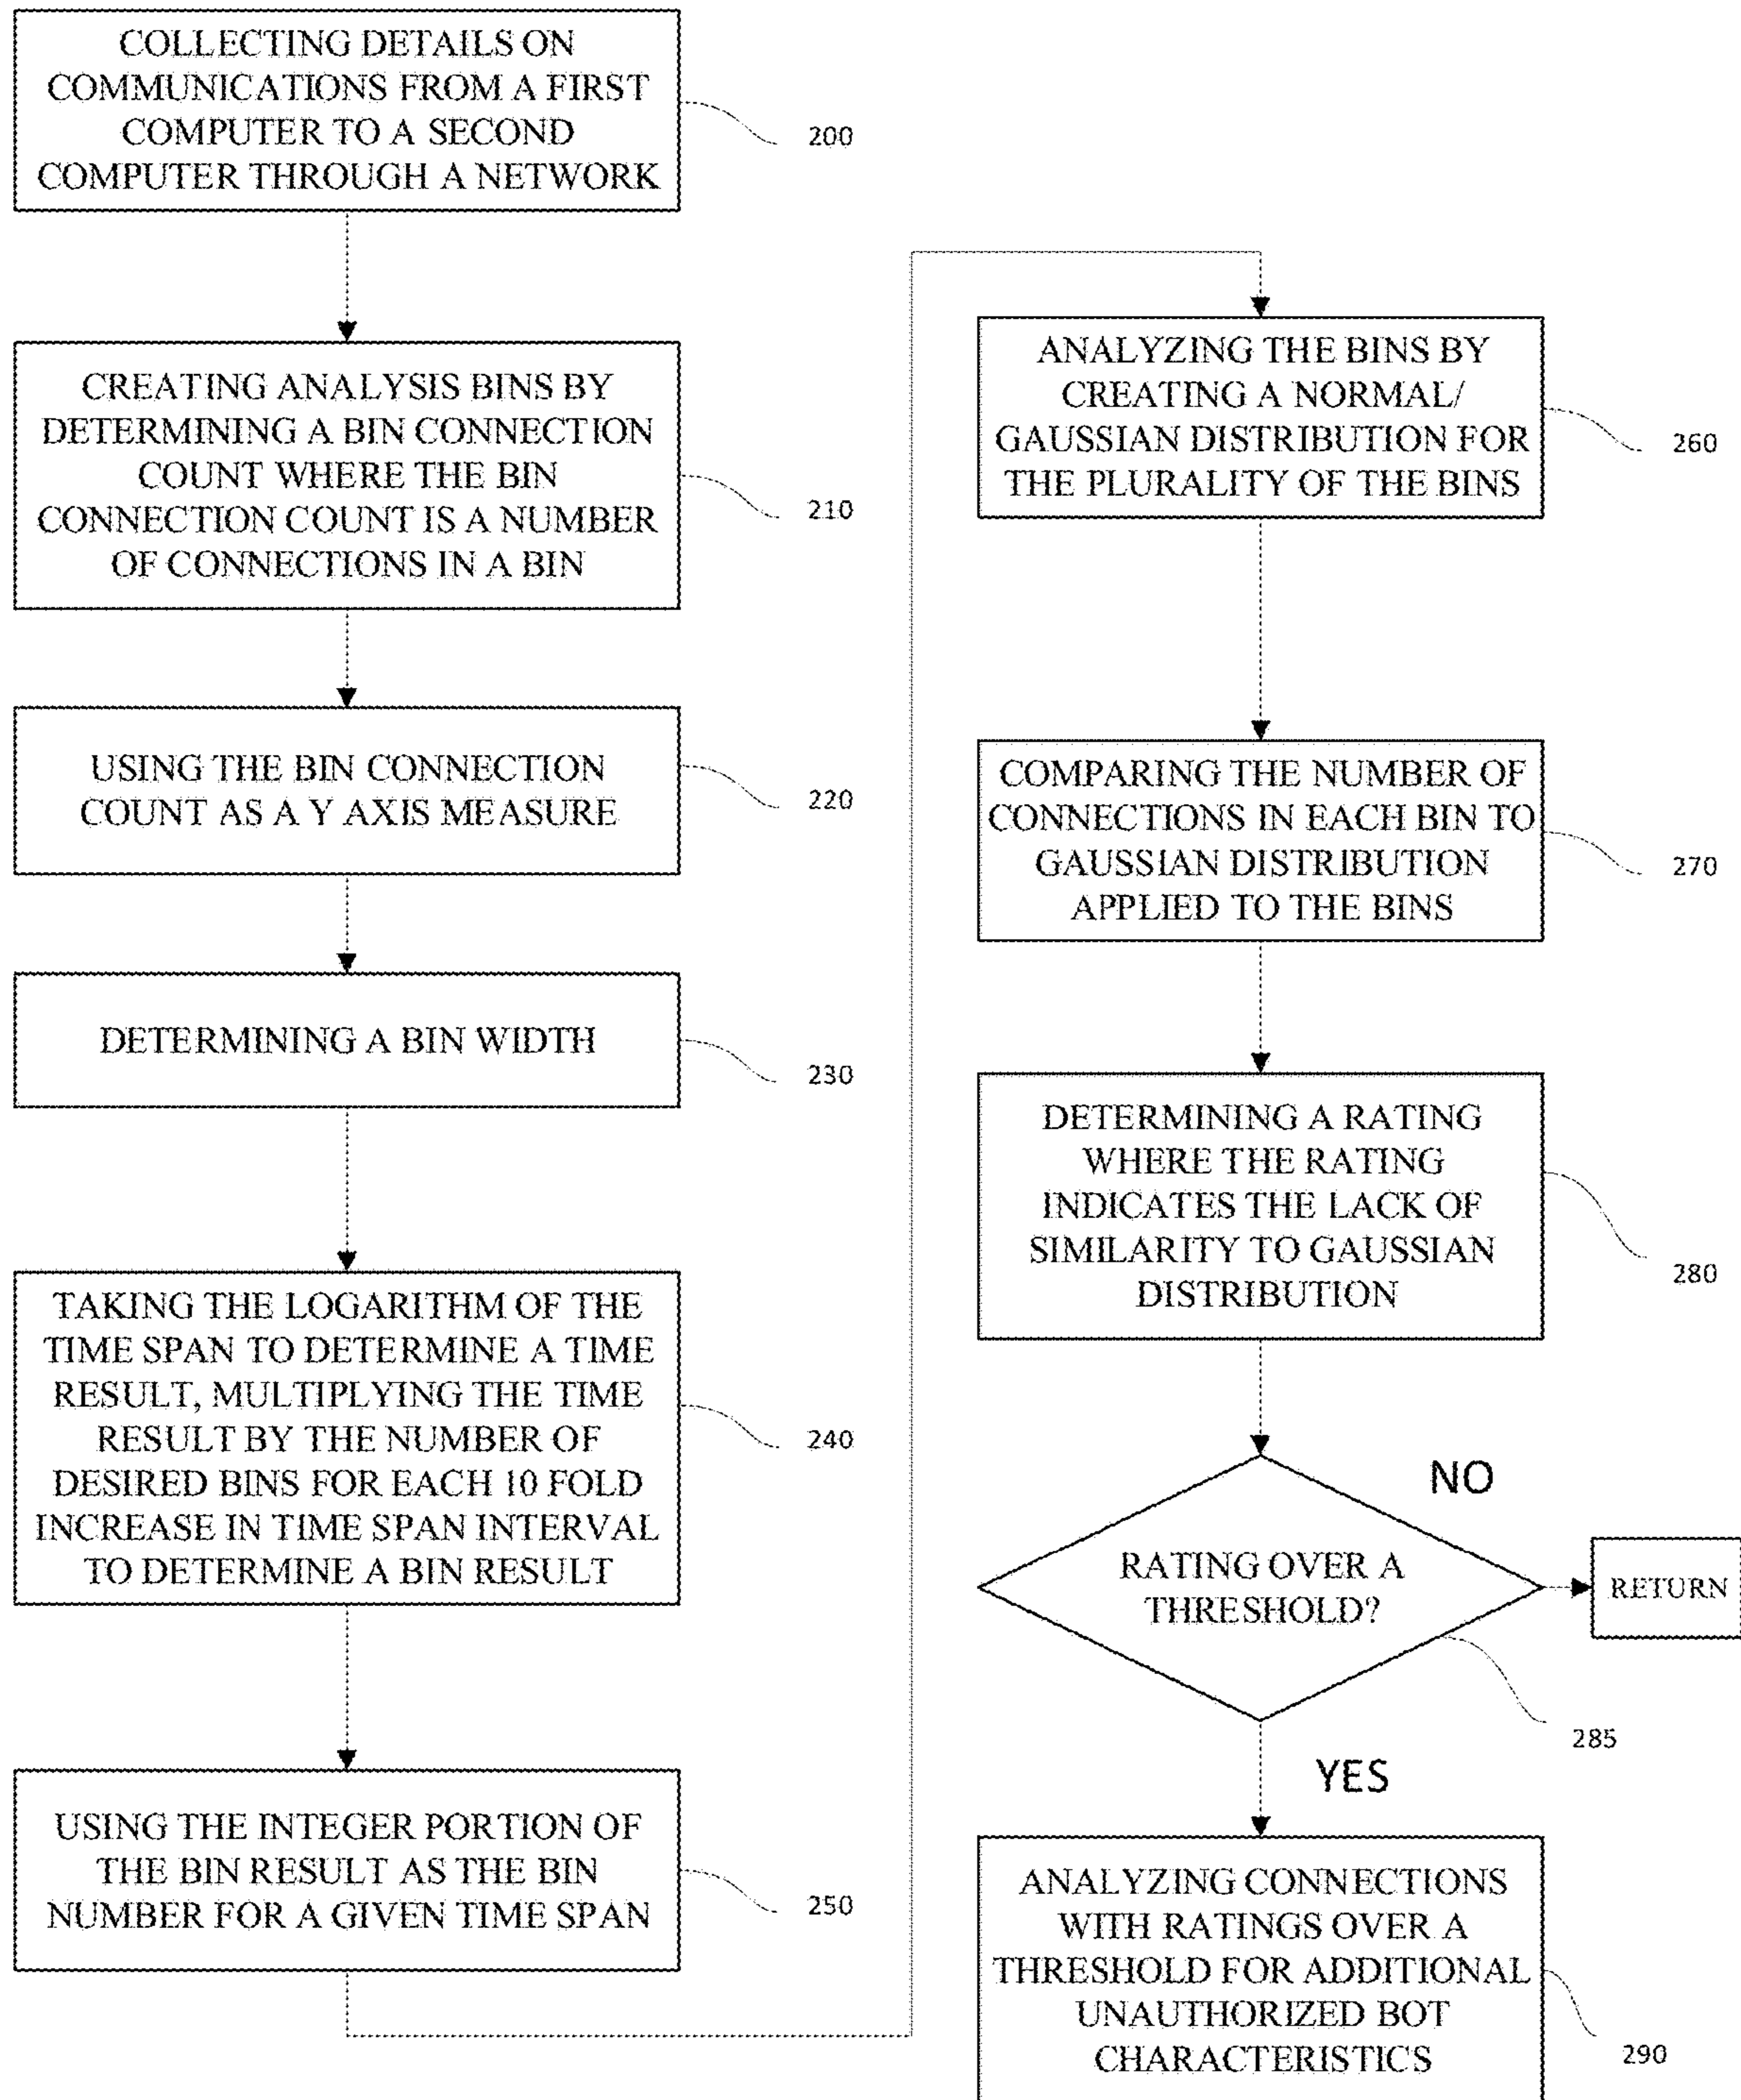 COLLECTING DETAILS ON
COMMUNICATIONS FROM A FIRST
COMPUTER TO A SECOND
COMPUTER THROUGH A NETWORK
200
CREATING ANALYSIS BINS BY
DETERMINING A BIN CONNECTION
COUNT WHERE THE BIN
CONNECTION COUNT IS A NUMBER
OF CONNECTIONS IN A BIN
210
USING THE BIN CONNECTION
COUNT AS A Y AXIS MEASURE
220
DETERMINING A BIN WIDTH
230
TAKING THE LOGARITHM OF THE
TIME SPAN TO DETERMINE A TIME
RESULT, MULTIPLYING THE TIME
RESULT BY THE NUMBER OF
DESIRED BINS FOR EACH 10 FOLD
INCREASE IN TIME SPAN INTERVAL
TO DETERMINE A BIN RESULT
240
USING THE INTEGER PORTION OF
THE BIN RESULT AS THE BIN
NUMBER FOR A GIVEN TIME SPAN
250
ANALYZING THE BINS BY
CREATING A NORMAL/
GAUSSIAN DISTRIBUTION FOR
THE PLURALITY OF THE BINS
260
COMPARING THE NUMBER OF
CONNECTIONS IN EACH BIN TO
GAUSSIAN DISTRIBUTION
APPLIED TO THE BINS
270
DETERMINING A RATING
WHERE THE RATING
INDICATES THE LACK OF
SIMILARITY TO GAUSSIAN
DISTRIBUTION
280
RATING OVER A
THRESHOLD?
285
NO
RETURN
YES
ANALYZING CONNECTIONS
WITH RATINGS OVER A
THRESHOLD FOR ADDITIONAL
UNAUTHORIZED BOT
CHARACTERISTICS
290